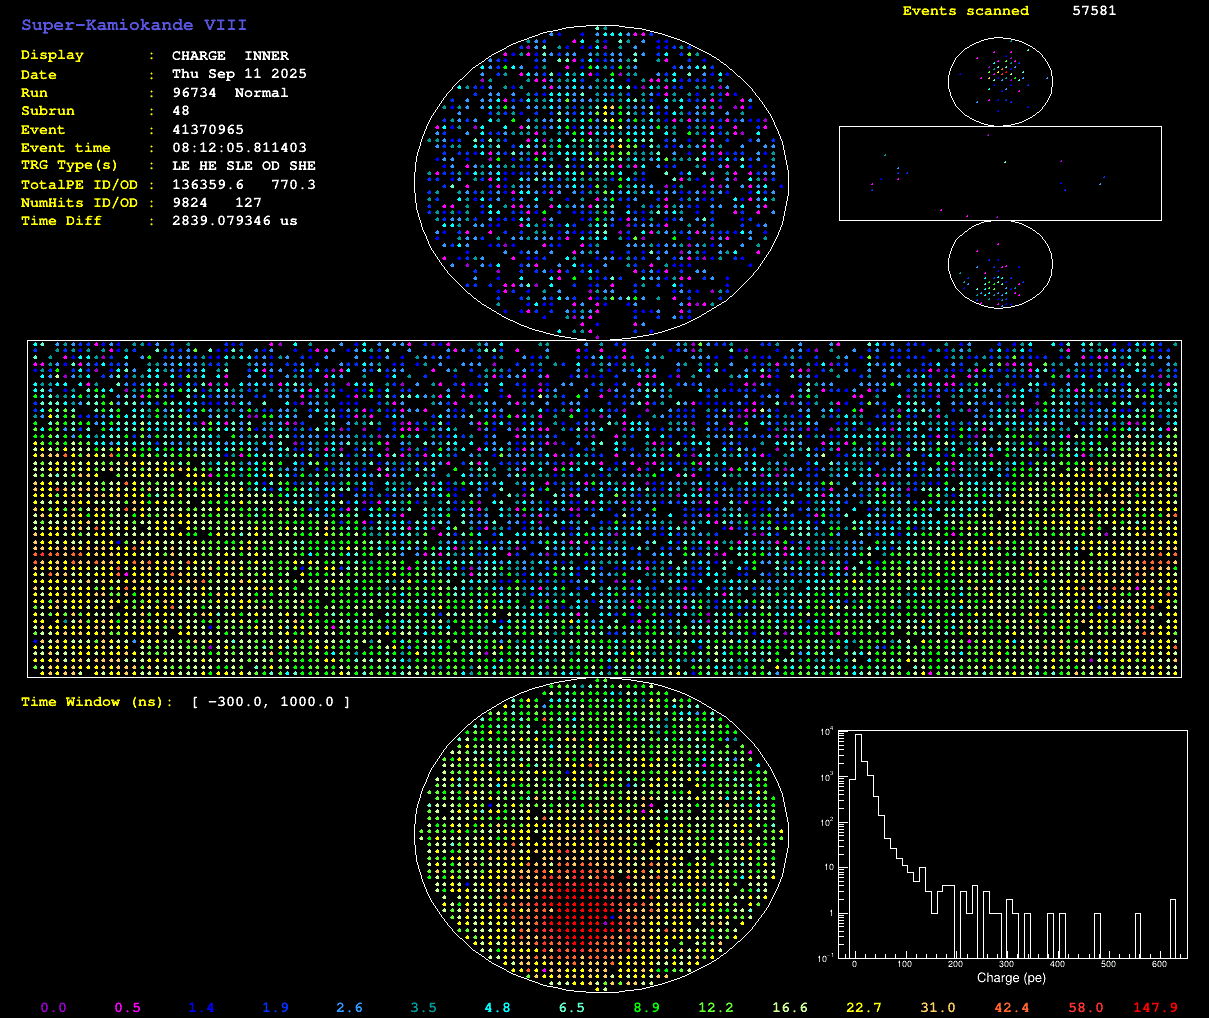 Super-Kamiokande VIII
Events scanned 57581
Display : CHARGE INNER
Date : Thu Sep 11 2025
Run : 96734 Normal
Subrun : 48
Event : 41370965
Event time : 08:12:05.811403
TRG Type(s) : LE HE SLE OD SHE
TotalPE ID/OD : 136359.6 770.3
NumHits ID/OD : 9824 127
Time Diff : 2839.079346 us
Time Window (ns): [ -300.0, 1000.0 ]
10⁴
10³
10²
10
1
10⁻¹
0 100 200 300 400 500 600
Charge (pe)
0.0 0.5 1.4 1.9 2.6 3.5 4.8 6.5 8.9 12.2 16.6 22.7 31.0 42.4 58.0 147.9